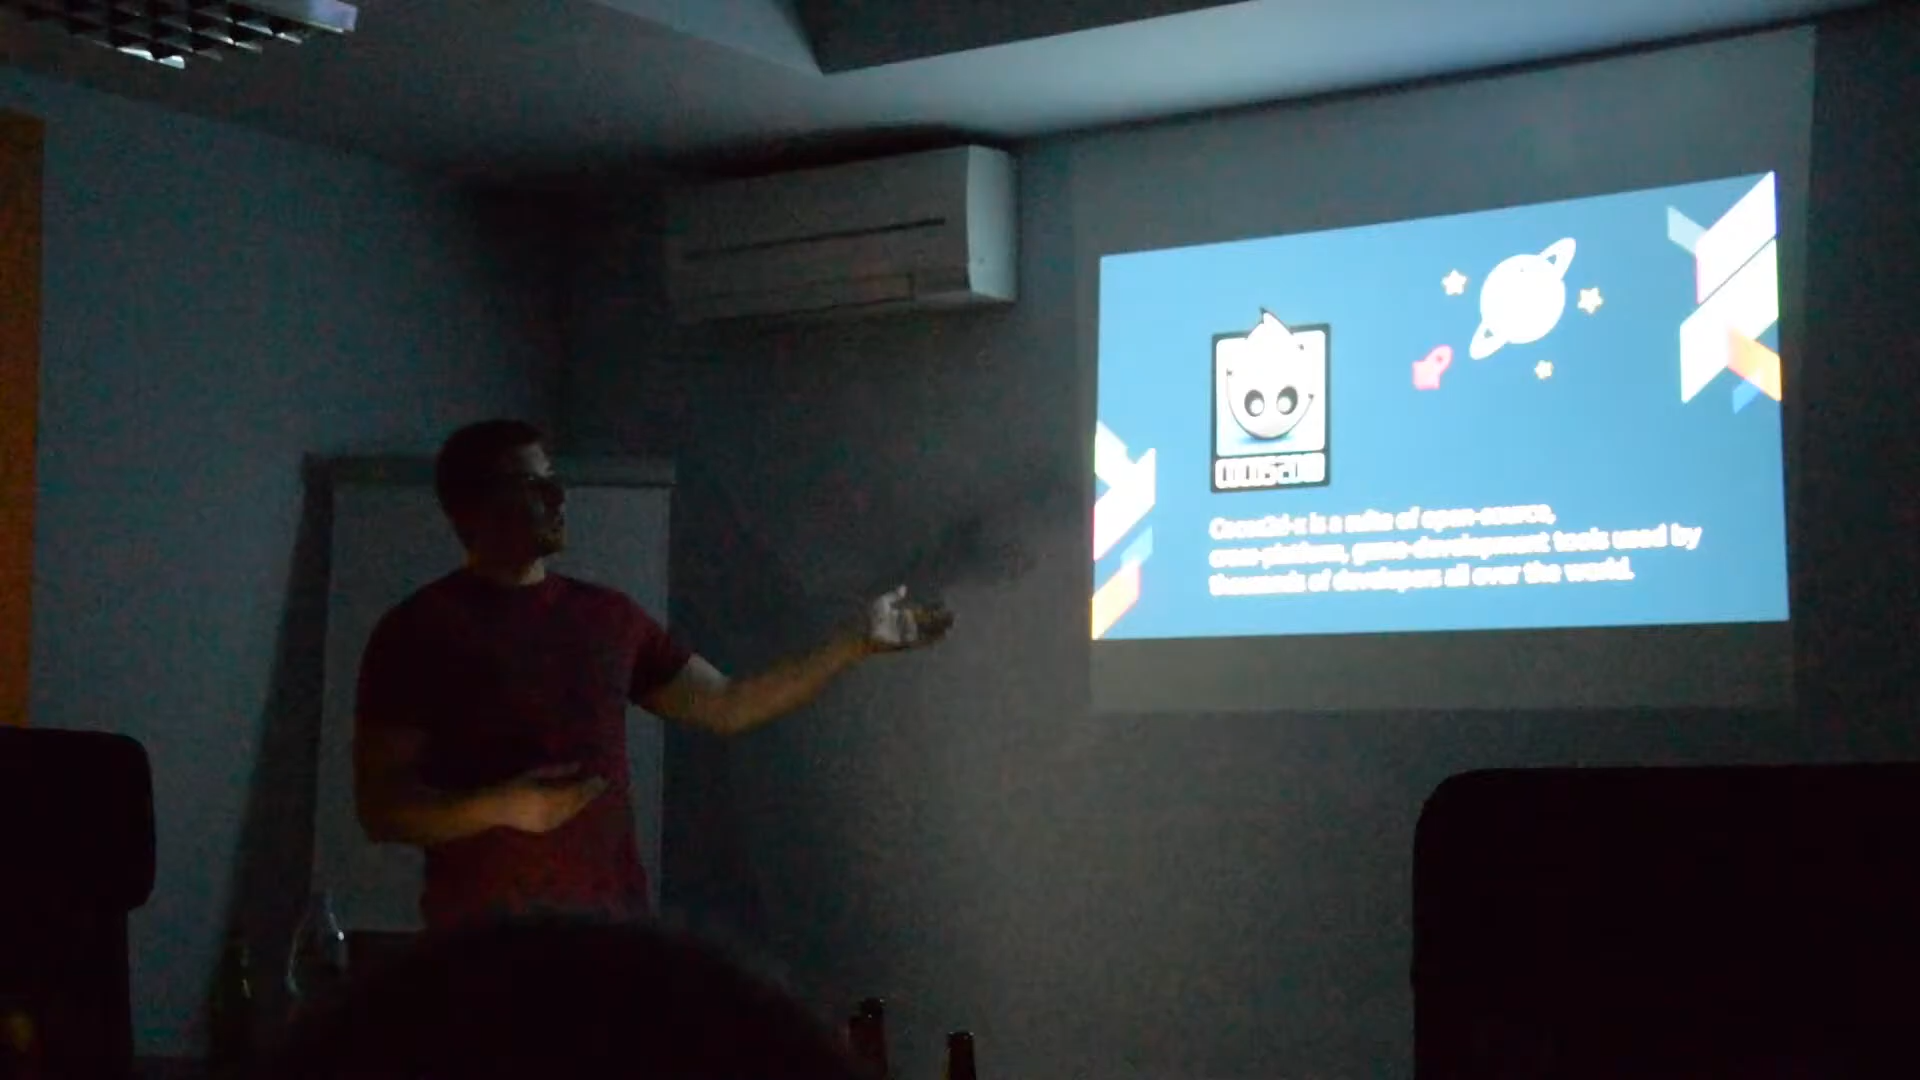 COCOS2DX
Cocos2d-x is a suite of open-source,
cross-platform, game-development tools used by
thousands of developers all over the world.